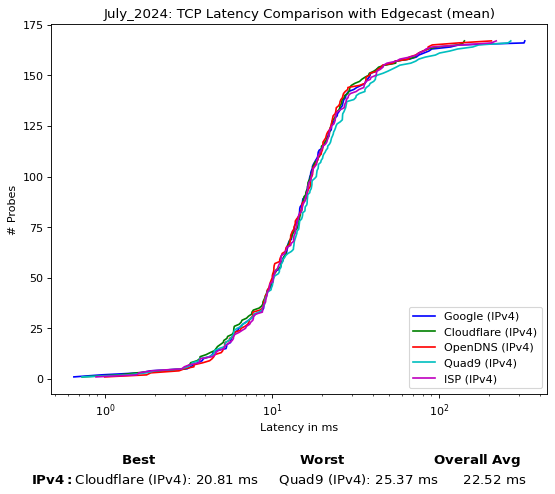 July_2024: TCP Latency Comparison with Edgecast (mean)
175
150
125
100
75
50
25
0
# Probes
10^0
10^1
10^2
Latency in ms
Google (IPv4)
Cloudflare (IPv4)
OpenDNS (IPv4)
Quad9 (IPv4)
ISP (IPv4)
Best Worst Overall Avg
IPv4: Cloudflare (IPv4): 20.81 ms Quad9 (IPv4): 25.37 ms 22.52 ms